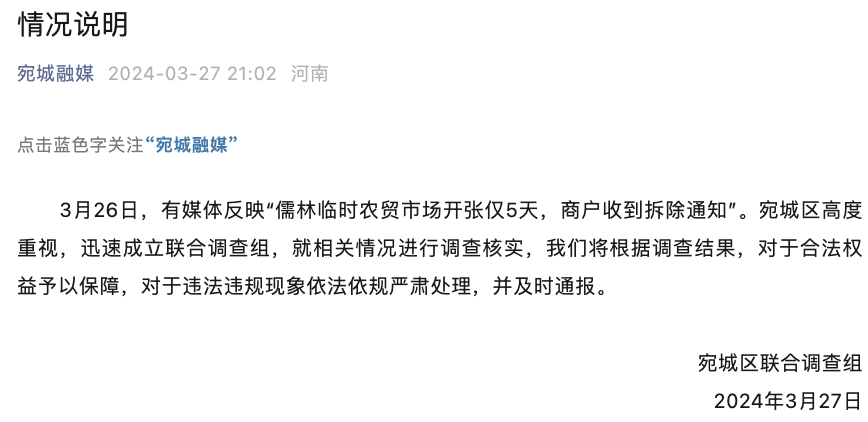 情况说明
宛城融媒 2024-03-27 21:02 河南
点击蓝色字关注“宛城融媒”
3月26日，有媒体反映“儒林临时农贸市场开张仅5天，商户收到拆除通知”。宛城区高度
重视，迅速成立联合调查组，就相关情况进行调查核实，我们将根据调查结果，对于合法权
益予以保障，对于违法违规现象依法依规严肃处理，并及时通报。
宛城区联合调查组
2024年3月27日